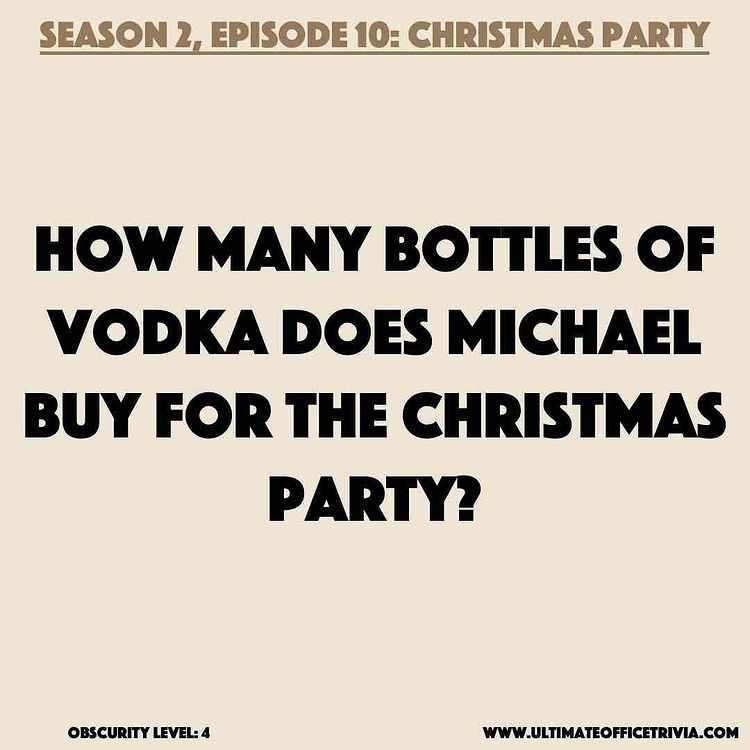 SEASON 2, EPISODE 10: CHRISTMAS PARTY
HOW MANY BOTTLES OF
VODKA DOES MICHAEL
BUY FOR THE CHRISTMAS
PARTY?
OBSCURITY LEVEL: 4
WWW.ULTIMATEOFFICETRIVIA.COM